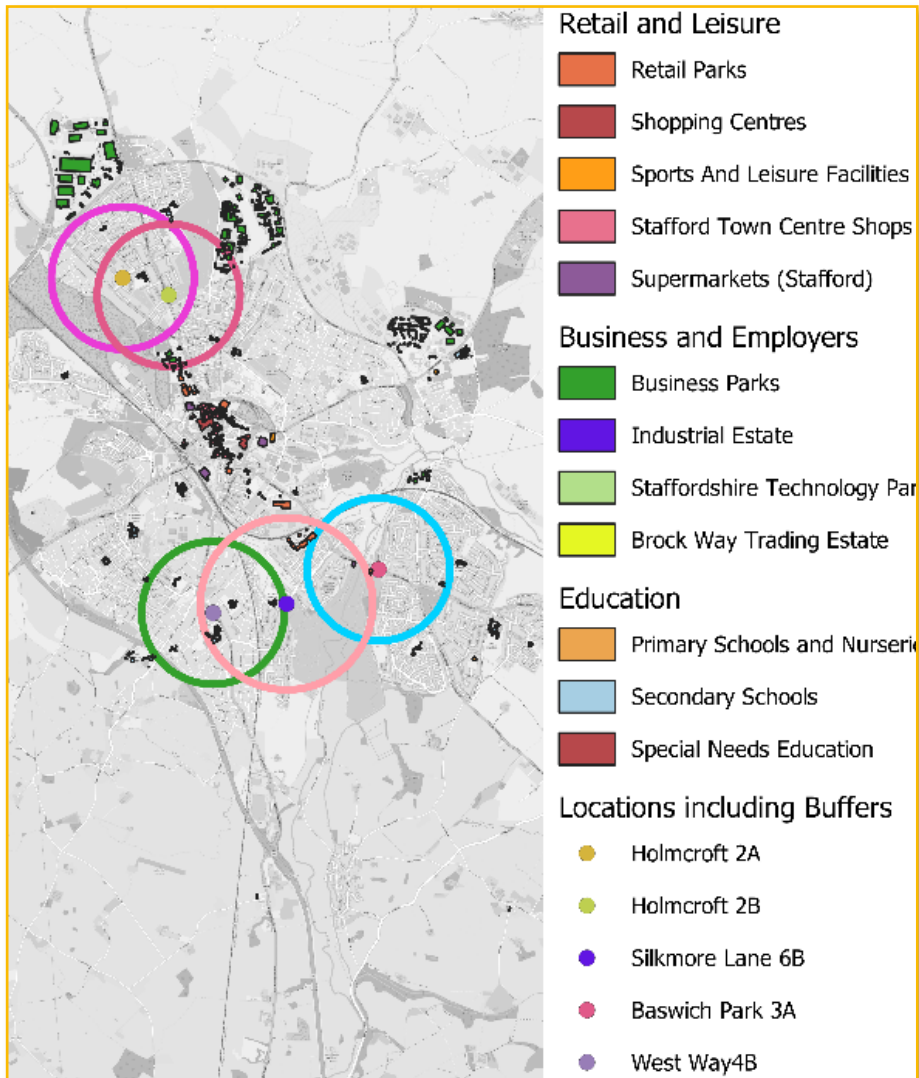 Retail and Leisure
Retail Parks
Shopping Centres
Sports And Leisure Facilities
Stafford Town Centre Shops
Supermarkets (Stafford)
Business and Employers
Business Parks
Industrial Estate
Staffordshire Technology Par
Brock Way Trading Estate
Education
Primary Schools and Nurserie
Secondary Schools
Special Needs Education
Locations including Buffers
Holmcroft 2A
Holmcroft 2B
Silkmore Lane 6B
Baswich Park 3A
West Way4B